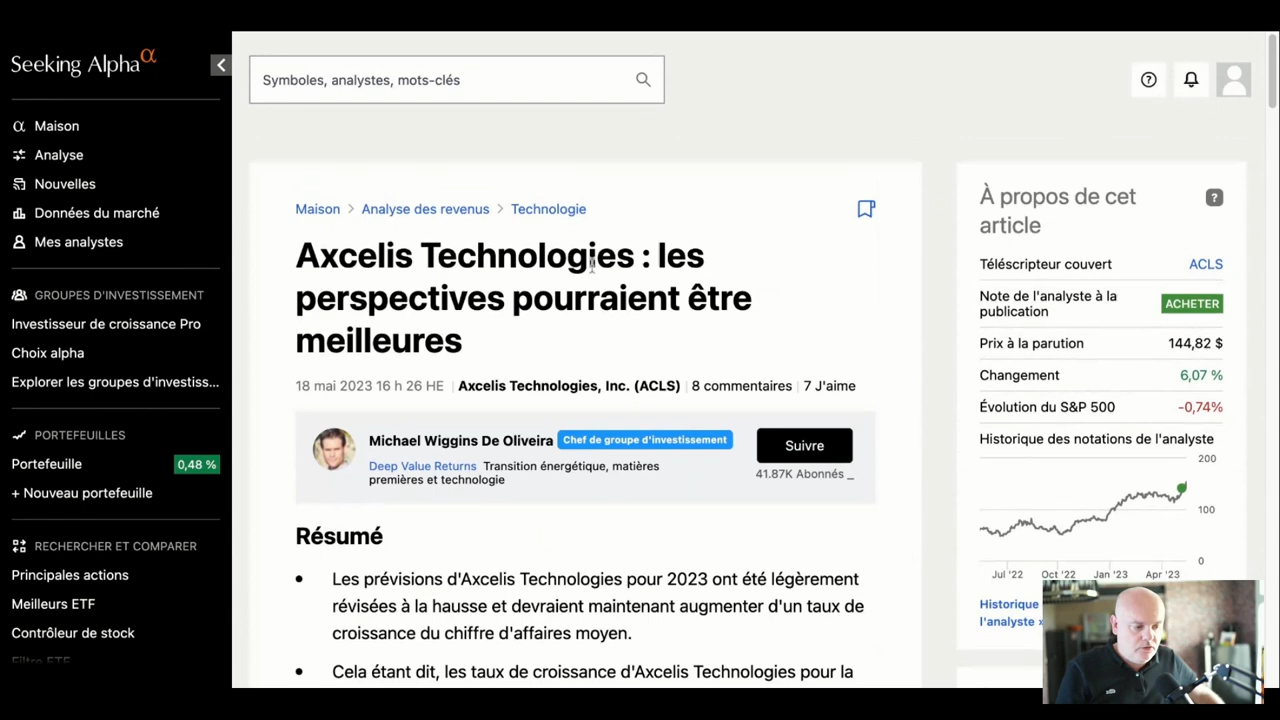 Seeking Alpha α
Symboles, analystes, mots-clés
α Maison
Analyse
Nouvelles
Données du marché
Mes analystes
GROUPES D'INVESTISSEMENT
Investisseur de croissance Pro
Choix alpha
Explorer les groupes d'investiss...
PORTEFEUILLES
Portefeuille 0,48 %
+ Nouveau portefeuille
RECHERCHER ET COMPARER
Principales actions
Meilleurs ETF
Contrôleur de stock
Filtre ETF
Maison > Analyse des revenus > Technologie
Axcelis Technologies : les
perspectives pourraient être
meilleures
18 mai 2023 16 h 26 HE | Axcelis Technologies, Inc. (ACLS) | 8 commentaires | 7 J'aime
Michael Wiggins De Oliveira Chef de groupe d'investissement
Deep Value Returns Transition énergétique, matières
premières et technologie
Suivre
41.87K Abonnés _
Résumé
• Les prévisions d'Axcelis Technologies pour 2023 ont été légèrement
révisées à la hausse et devraient maintenant augmenter d'un taux de
croissance du chiffre d'affaires moyen.
• Cela étant dit, les taux de croissance d'Axcelis Technologies pour la
À propos de cet
article
?
Téléscripteur couvert ACLS
Note de l'analyste à la
publication ACHETER
Prix à la parution 144,82 $
Changement 6,07 %
Évolution du S&P 500 -0,74%
Historique des notations de l'analyste
200
100
0
Jul '22 Oct '22 Jan '23 Apr '23
Historique
l'analyste »